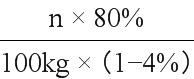 n × 80%
100kg × (1-4%)